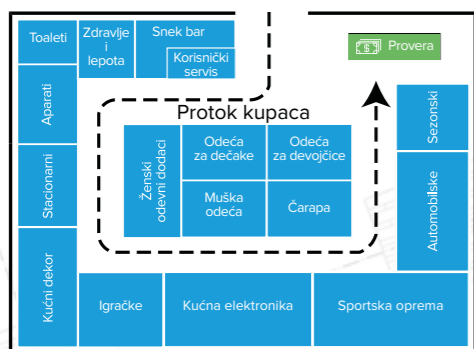 Toaleti
Zdravlje
i
lepota
Snek bar
Korisnički
servis
$ Provera
Aparati
Protok kupaca
Sezonski
Ženski
odevni dodaci
Odeća
za dečake
Odeća
za devojčice
Stacionarni
Muška
odeća
Čarapa
Automobilske
Kućni dekor
Igračke
Kućna elektronika
Sportska oprema